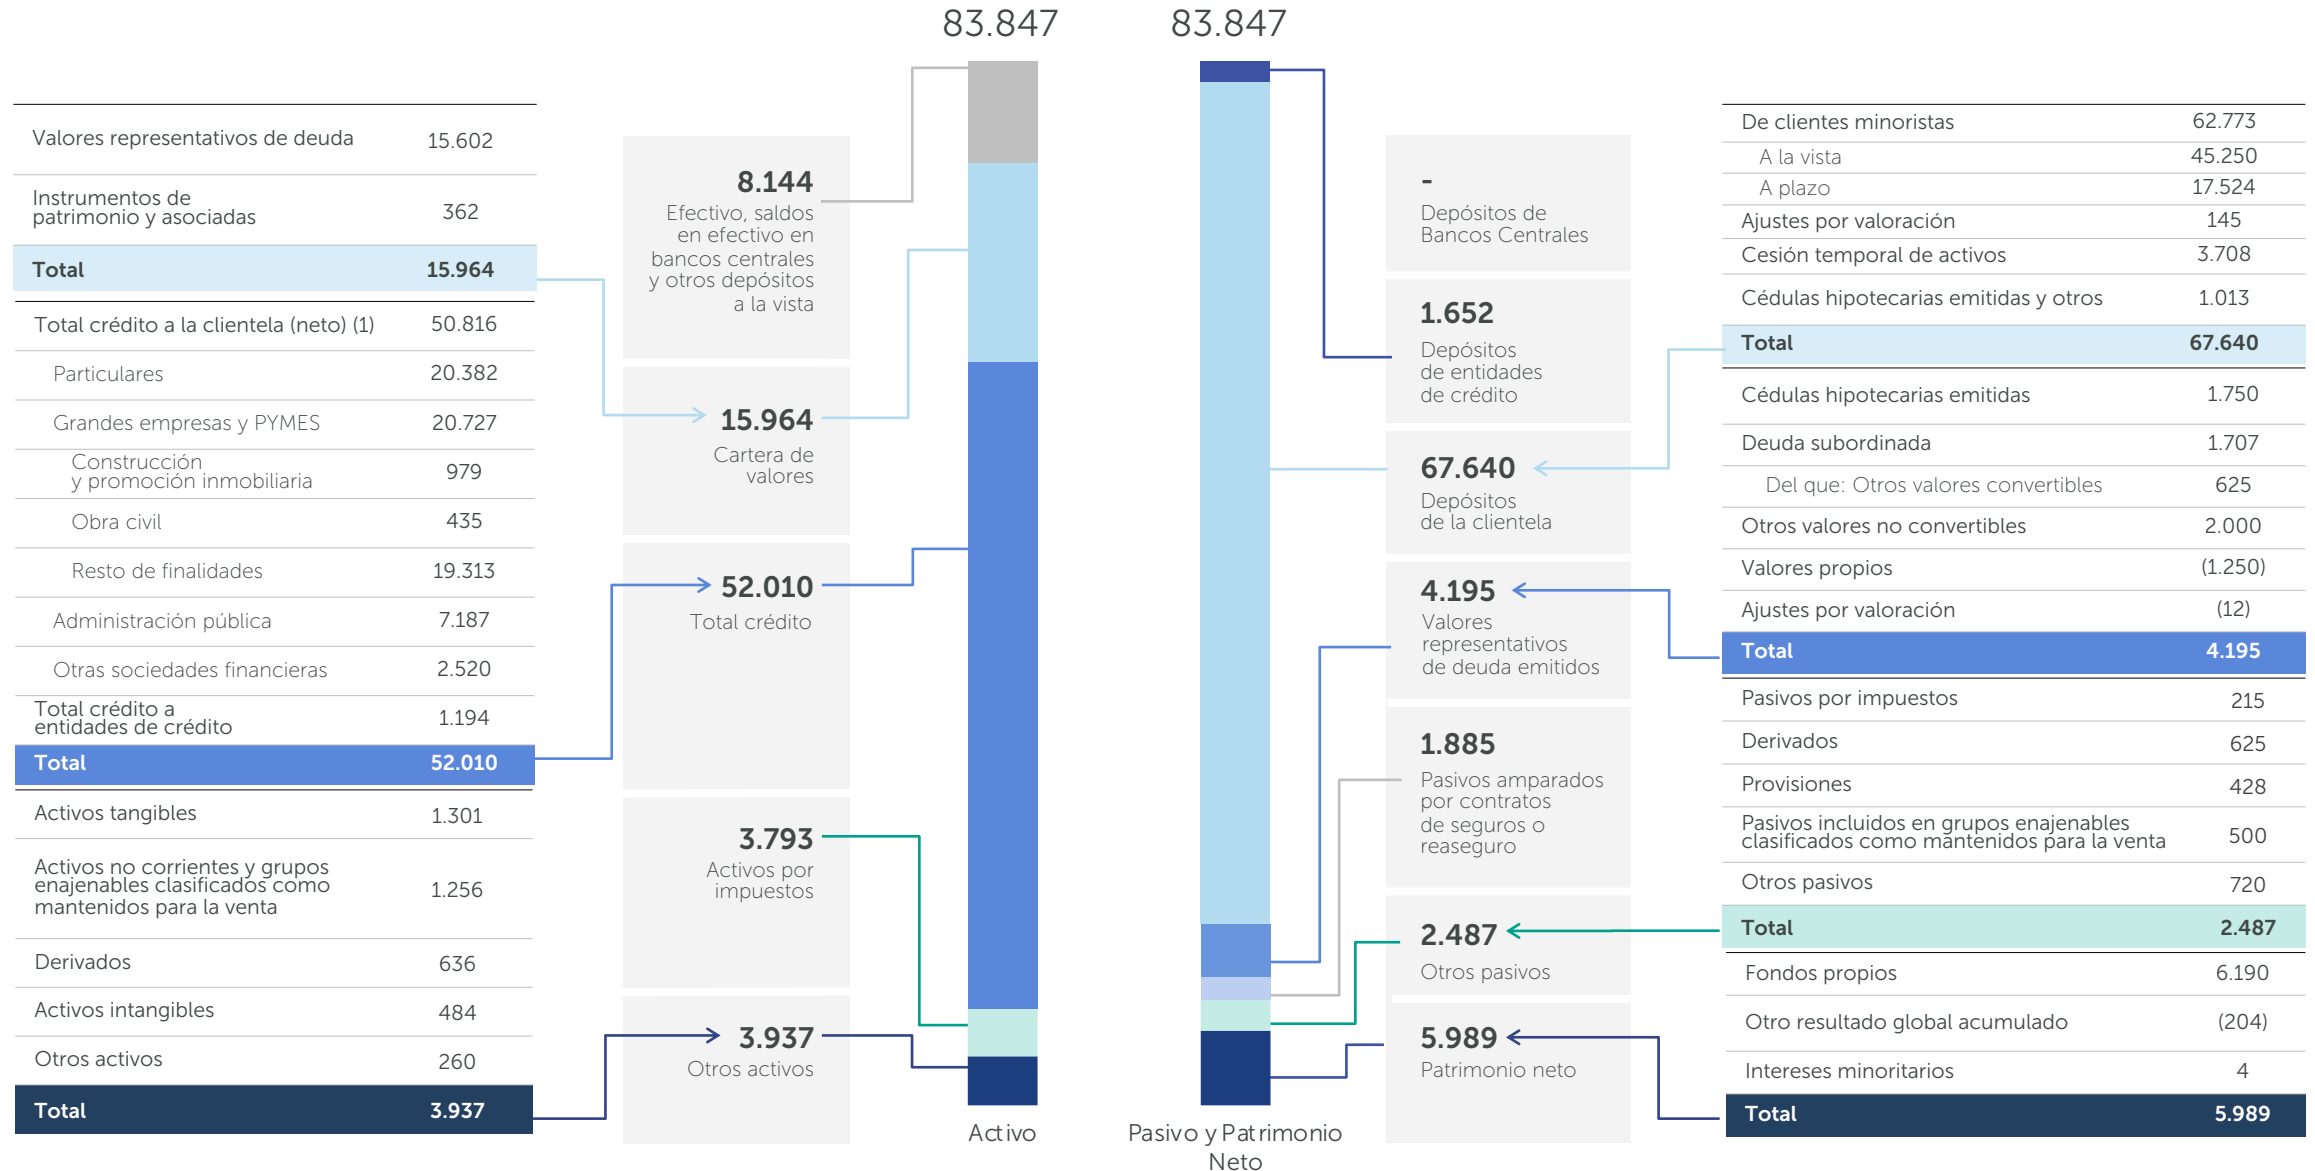 83.847
83.847
Valores representativos de deuda 15.602
Instrumentos de
patrimonio y asociadas 362
Total 15.964
Total crédito a la clientela (neto) (1) 50.816
Particulares 20.382
Grandes empresas y PYMES 20.727
Construcción
y promoción inmobiliaria 979
Obra civil 435
Resto de finalidades 19.313
Administración pública 7.187
Otras sociedades financieras 2.520
Total crédito a
entidades de crédito 1.194
Total 52.010
Activos tangibles 1.301
Activos no corrientes y grupos
enajenables clasificados como
mantenidos para la venta 1.256
Derivados 636
Activos intangibles 484
Otros activos 260
Total 3.937
8.144
Efectivo, saldos
en efectivo en
bancos centrales
y otros depósitos
a la vista
15.964
Cartera de
valores
52.010
Total crédito
3.793
Activos por
impuestos
3.937
Otros activos
Activo
Pasivo y Patrimonio
Neto
-
Depósitos de
Bancos Centrales
1.652
Depósitos
de entidades
de crédito
67.640
Depósitos
de la clientela
4.195
Valores
representativos
de deuda emitidos
1.885
Pasivos amparados
por contratos
de seguros o
reaseguro
2.487
Otros pasivos
5.989
Patrimonio neto
De clientes minoristas 62.773
A la vista 45.250
A plazo 17.524
Ajustes por valoración 145
Cesión temporal de activos 3.708
Cédulas hipotecarias emitidas y otros 1.013
Total 67.640
Cédulas hipotecarias emitidas 1.750
Deuda subordinada 1.707
Del que: Otros valores convertibles 625
Otros valores no convertibles 2.000
Valores propios (1.250)
Ajustes por valoración (12)
Total 4.195
Pasivos por impuestos 215
Derivados 625
Provisiones 428
Pasivos incluidos en grupos enajenables
clasificados como mantenidos para la venta 500
Otros pasivos 720
Total 2.487
Fondos propios 6.190
Otro resultado global acumulado (204)
Intereses minoritarios 4
Total 5.989